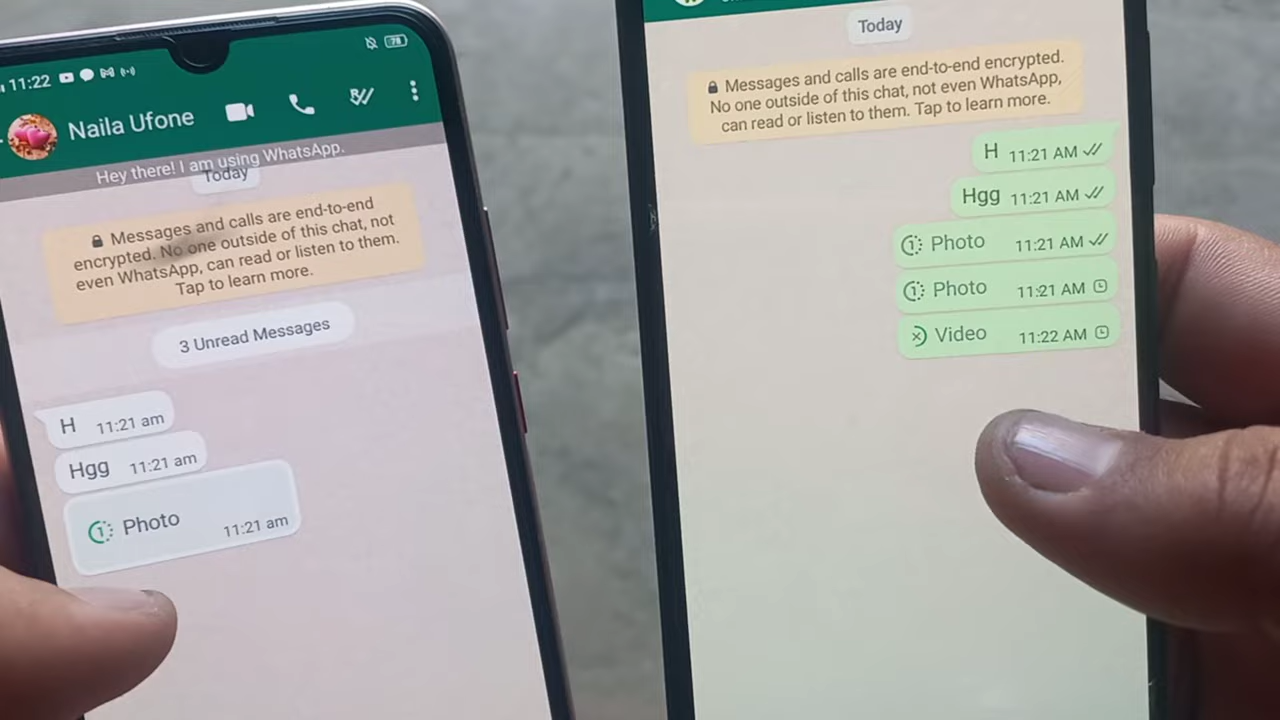 11:22
78
Naila Ufone
Hey there! I am using WhatsApp.
Today
Messages and calls are end-to-end
encrypted. No one outside of this chat, not
even WhatsApp, can read or listen to them.
Tap to learn more.
3 Unread Messages
H 11:21 am
Hgg 11:21 am
1 Photo 11:21 am
Today
Messages and calls are end-to-end encrypted.
No one outside of this chat, not even WhatsApp,
can read or listen to them. Tap to learn more.
H 11:21 AM
Hgg 11:21 AM
1 Photo 11:21 AM
1 Photo 11:21 AM
Video 11:22 AM